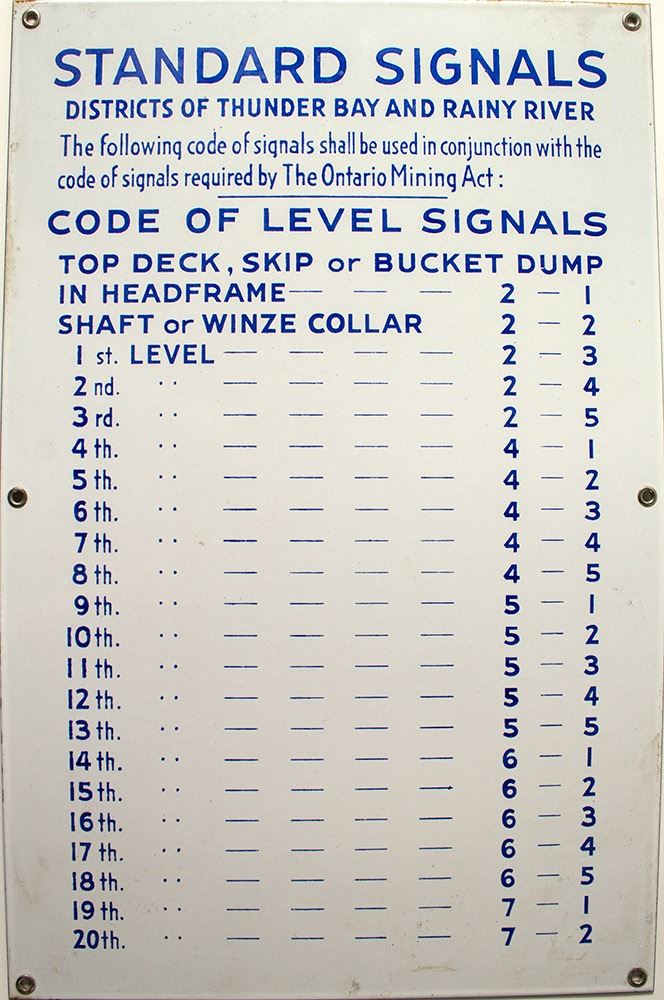 STANDARD SIGNALS
DISTRICTS OF THUNDER BAY AND RAINY RIVER
The following code of signals shall be used in conjunction with the
code of signals required by The Ontario Mining Act :
CODE OF LEVEL SIGNALS
TOP DECK, SKIP or BUCKET DUMP
IN HEADFRAME — — — 2 — 1
SHAFT or WINZE COLLAR 2 — 2
1 st. LEVEL — — — — 2 — 3
2 nd. ·· — — — — 2 — 4
3 rd. ·· — — — — 2 — 5
4 th. ·· — — — — 4 — 1
5 th. ·· — — — — 4 — 2
6 th. ·· — — — — 4 — 3
7 th. ·· — — — — 4 — 4
8 th. ·· — — — — 4 — 5
9 th. ·· — — — — 5 — 1
10 th. ·· — — — — 5 — 2
11 th. ·· — — — — 5 — 3
12 th. ·· — — — — 5 — 4
13 th. ·· — — — — 5 — 5
14 th. ·· — — — — 6 — 1
15 th. ·· — — — — 6 — 2
16 th. ·· — — — — 6 — 3
17 th. ·· — — — — 6 — 4
18 th. ·· — — — — 6 — 5
19 th. ·· — — — — 7 — 1
20th. ·· — — — — 7 — 2